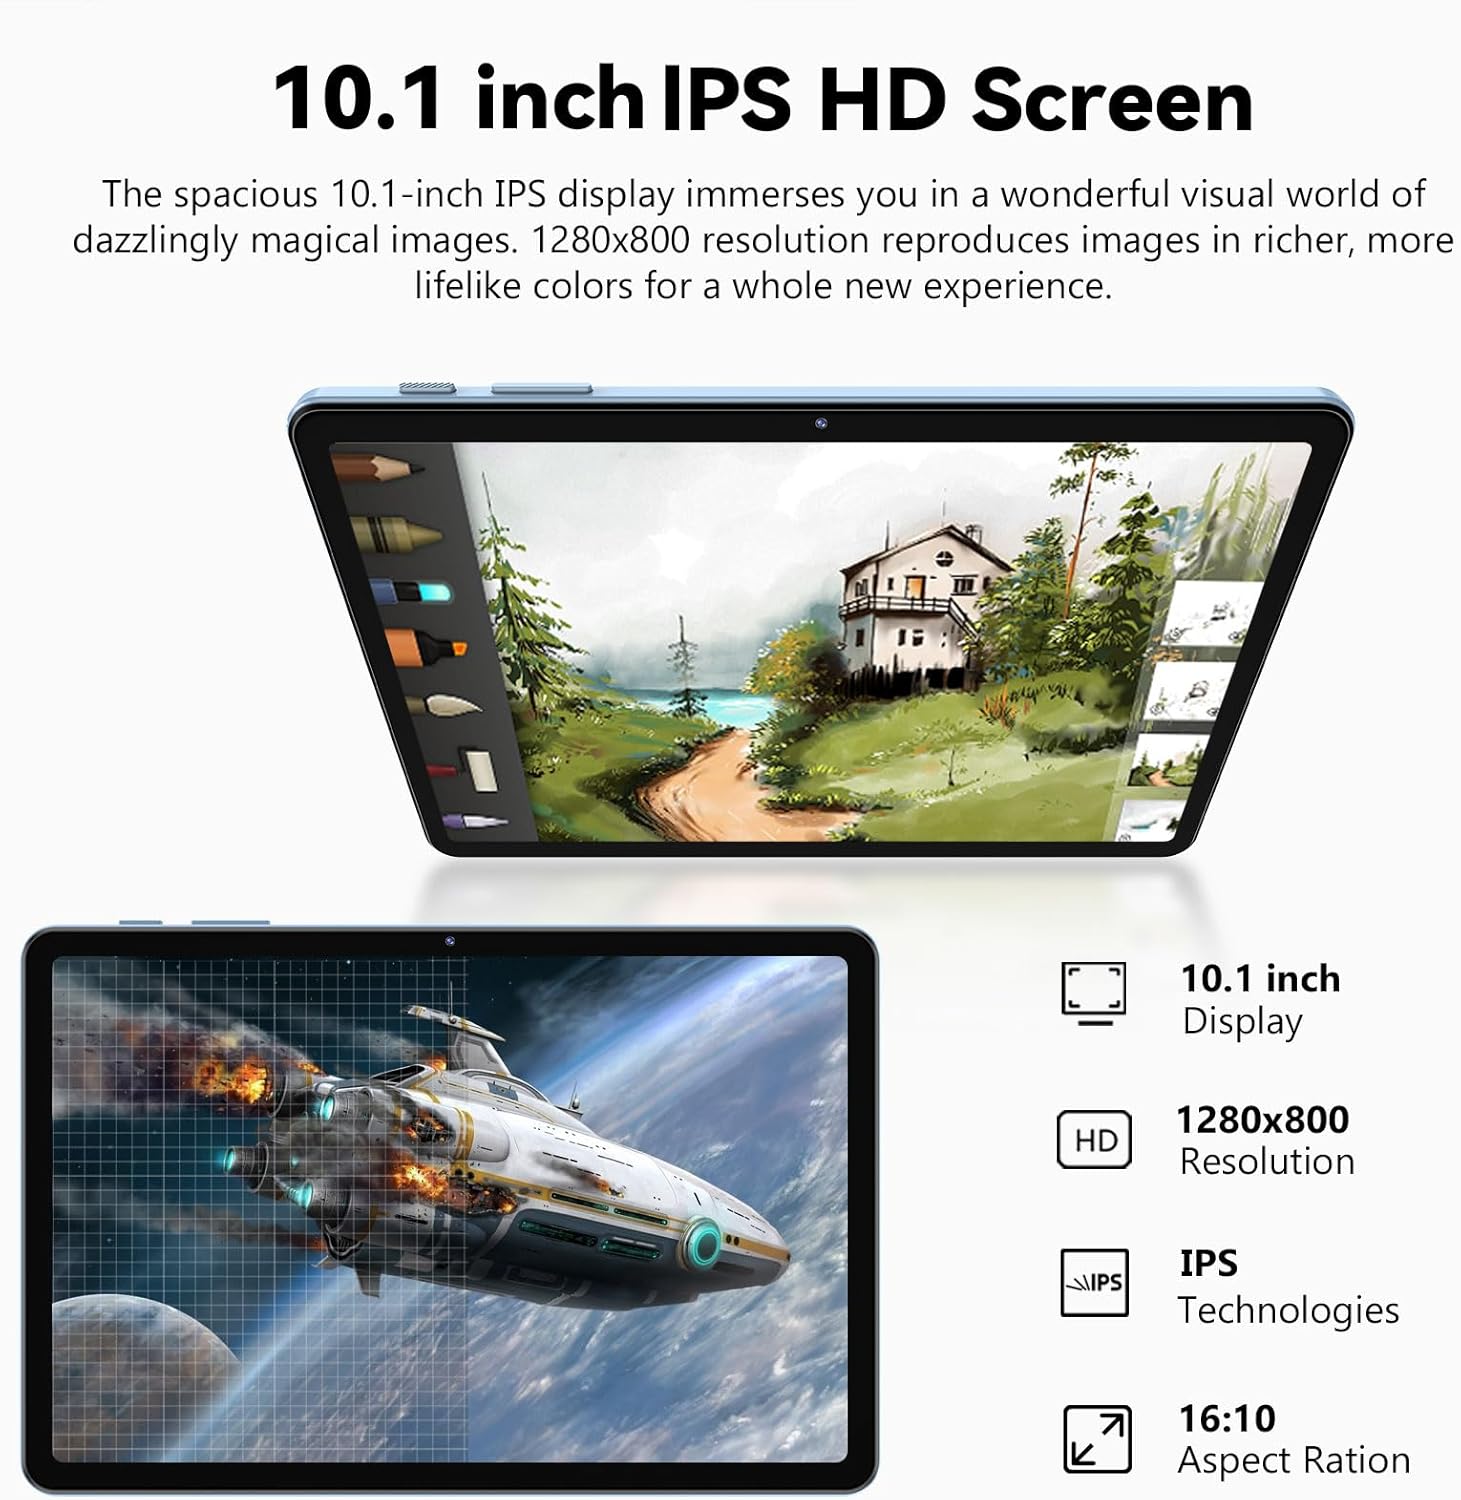 10.1 inch IPS HD Screen
The spacious 10.1-inch IPS display immerses you in a wonderful visual world of
dazzlingly magical images. 1280x800 resolution reproduces images in richer, more
lifelike colors for a whole new experience.
10.1 inch
Display
HD
1280x800
Resolution
IPS
IPS
Technologies
16:10
Aspect Ration